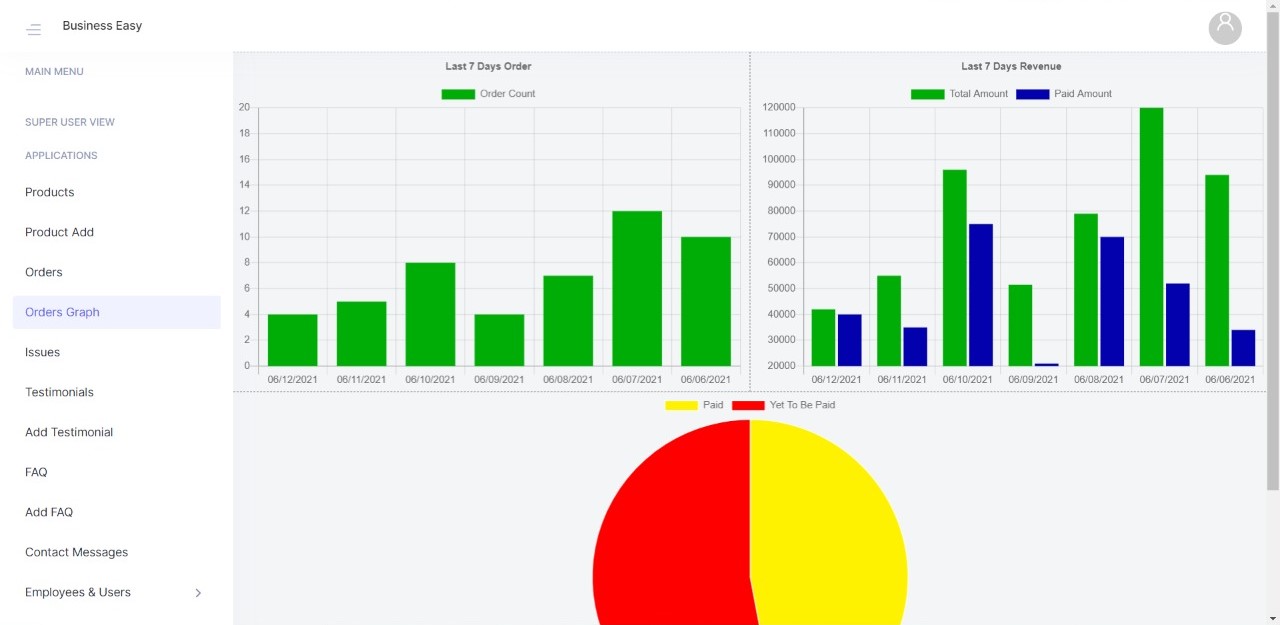 Business Easy
MAIN MENU
SUPER USER VIEW
APPLICATIONS
Products
Product Add
Orders
Orders Graph
Issues
Testimonials
Add Testimonial
FAQ
Add FAQ
Contact Messages
Employees & Users
Last 7 Days Order
Order Count
20
18
16
14
12
10
8
6
4
2
0
06/12/2021 06/11/2021 06/10/2021 06/09/2021 06/08/2021 06/07/2021 06/06/2021
Last 7 Days Revenue
Total Amount Paid Amount
120000
110000
100000
90000
80000
70000
60000
50000
40000
30000
20000
06/12/2021 06/11/2021 06/10/2021 06/09/2021 06/08/2021 06/07/2021 06/06/2021
Paid Yet To Be Paid